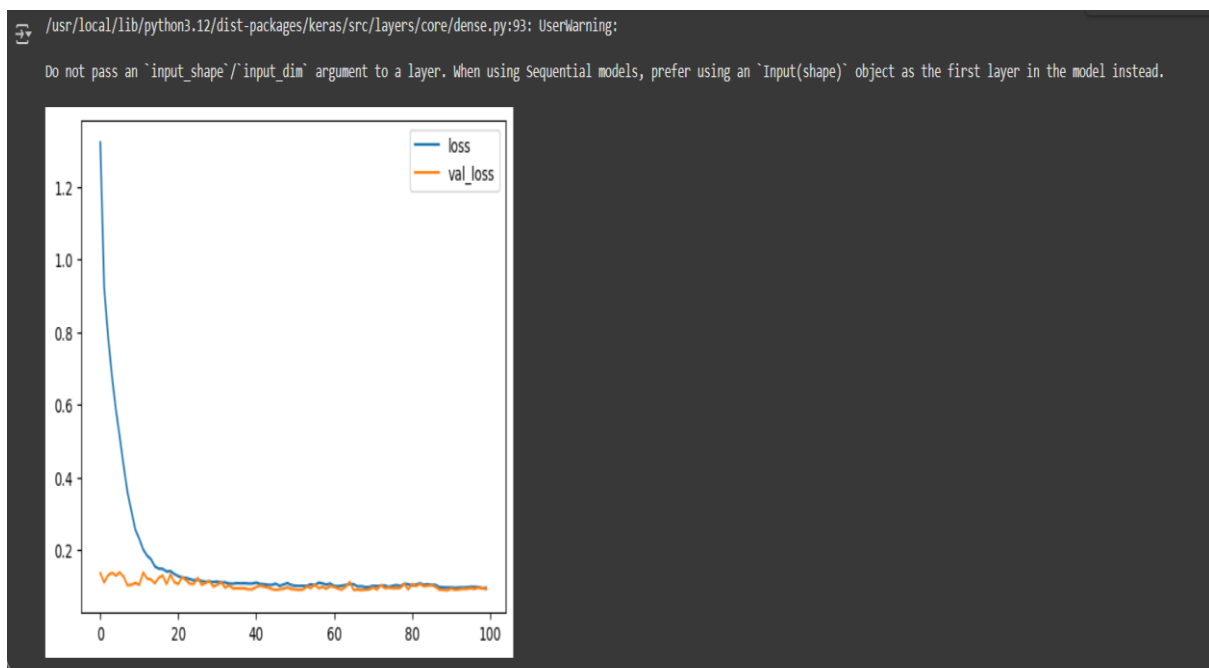 /usr/local/lib/python3.12/dist-packages/keras/src/layers/core/dense.py:93: UserWarning:
Do not pass an `input_shape`/`input_dim` argument to a layer. When using Sequential models, prefer using an `Input(shape)` object as the first layer in the model instead.
loss
val_loss
1.2
1.0
0.8
0.6
0.4
0.2
0 20 40 60 80 100